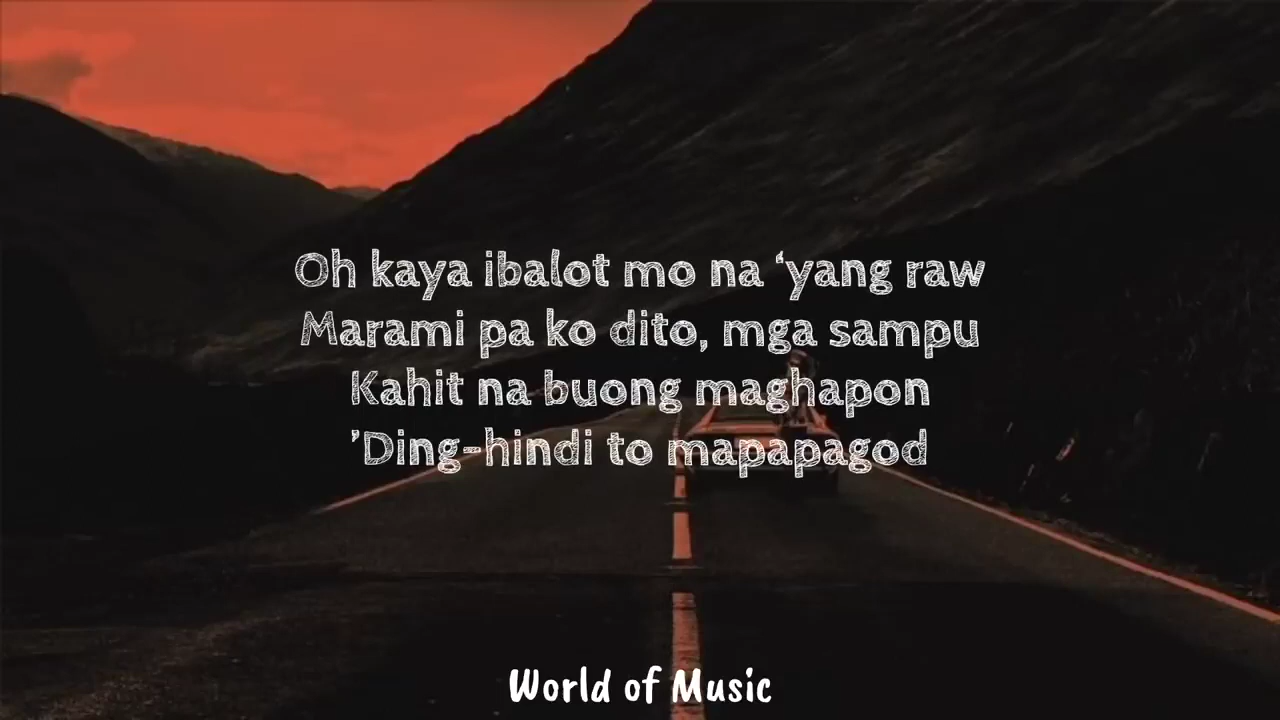 Oh kaya ibalot mo na ‘yang raw
Marami pa ko dito, mga sampu
Kahit na buong maghapon
’Ding-hindi to mapapagod
World of Music